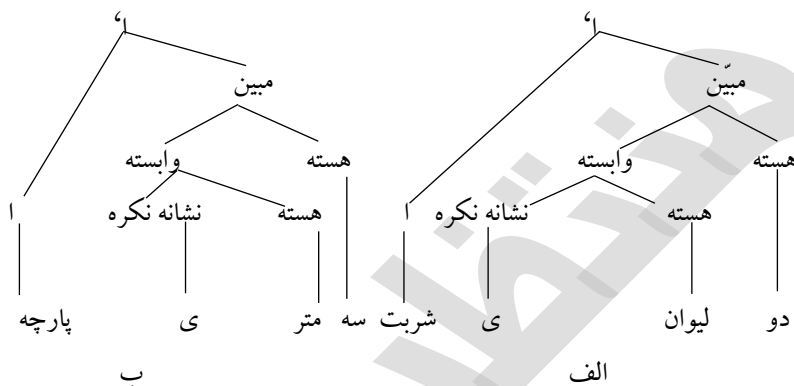 ا‘ ا‘
مبیّن مبین
هسته وابسته هسته وابسته
هسته نشانه نکره ا هسته نشانه نکره ا
دو لیوان ی شربت سه متر ی پارچه
الف ب